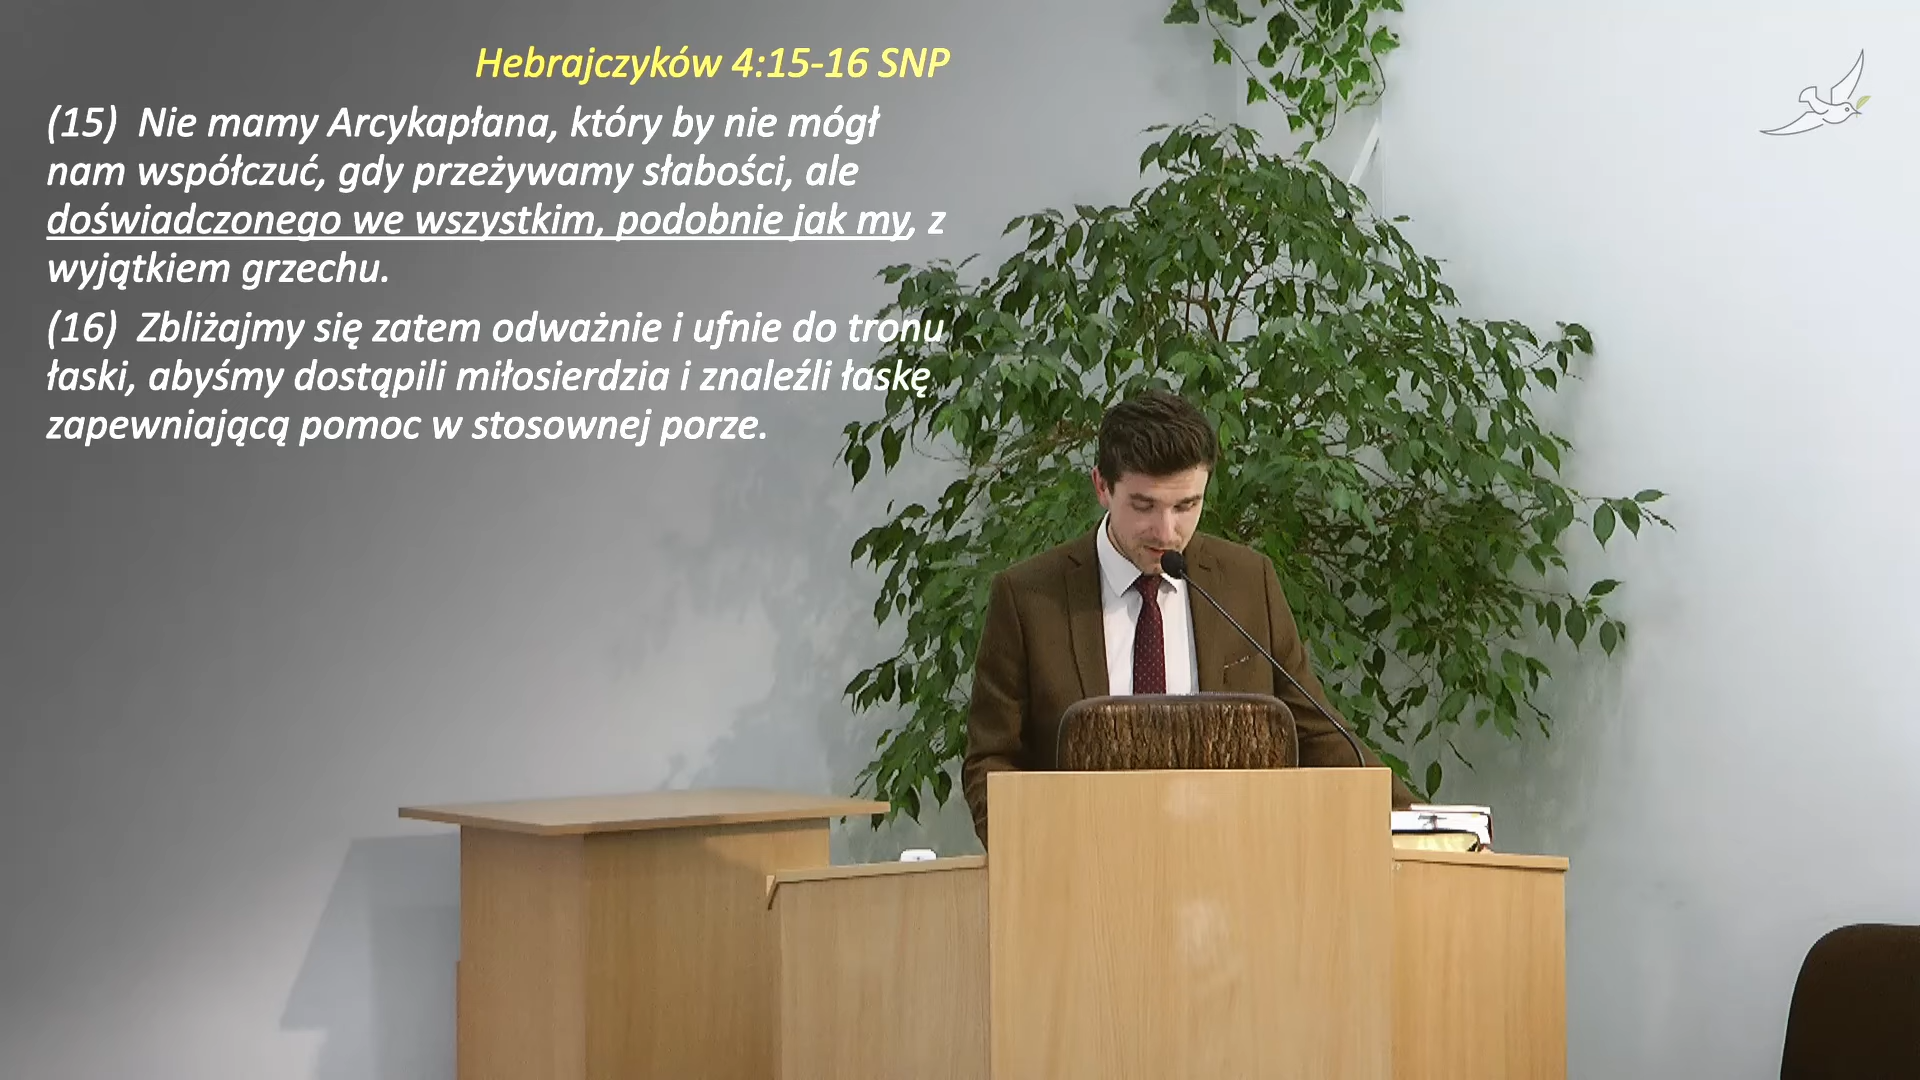 Hebrajczyków 4:15-16 SNP
(15) Nie mamy Arcykapłana, który by nie mógł
nam współczuć, gdy przeżywamy słabości, ale
doświadczonego we wszystkim, podobnie jak my, z
wyjątkiem grzechu.
(16) Zbliżajmy się zatem odważnie i ufnie do tronu
łaski, abyśmy dostąpili miłosierdzia i znaleźli łaskę
zapewniającą pomoc w stosownej porze.